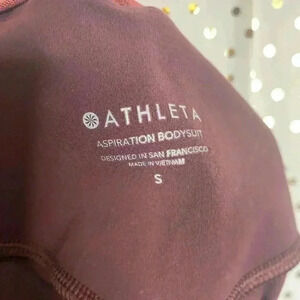 ATHLETA
ASPIRATION BODYSUIT
DESIGNED IN SAN FRANCISCO
MADE IN VIETNAM
S